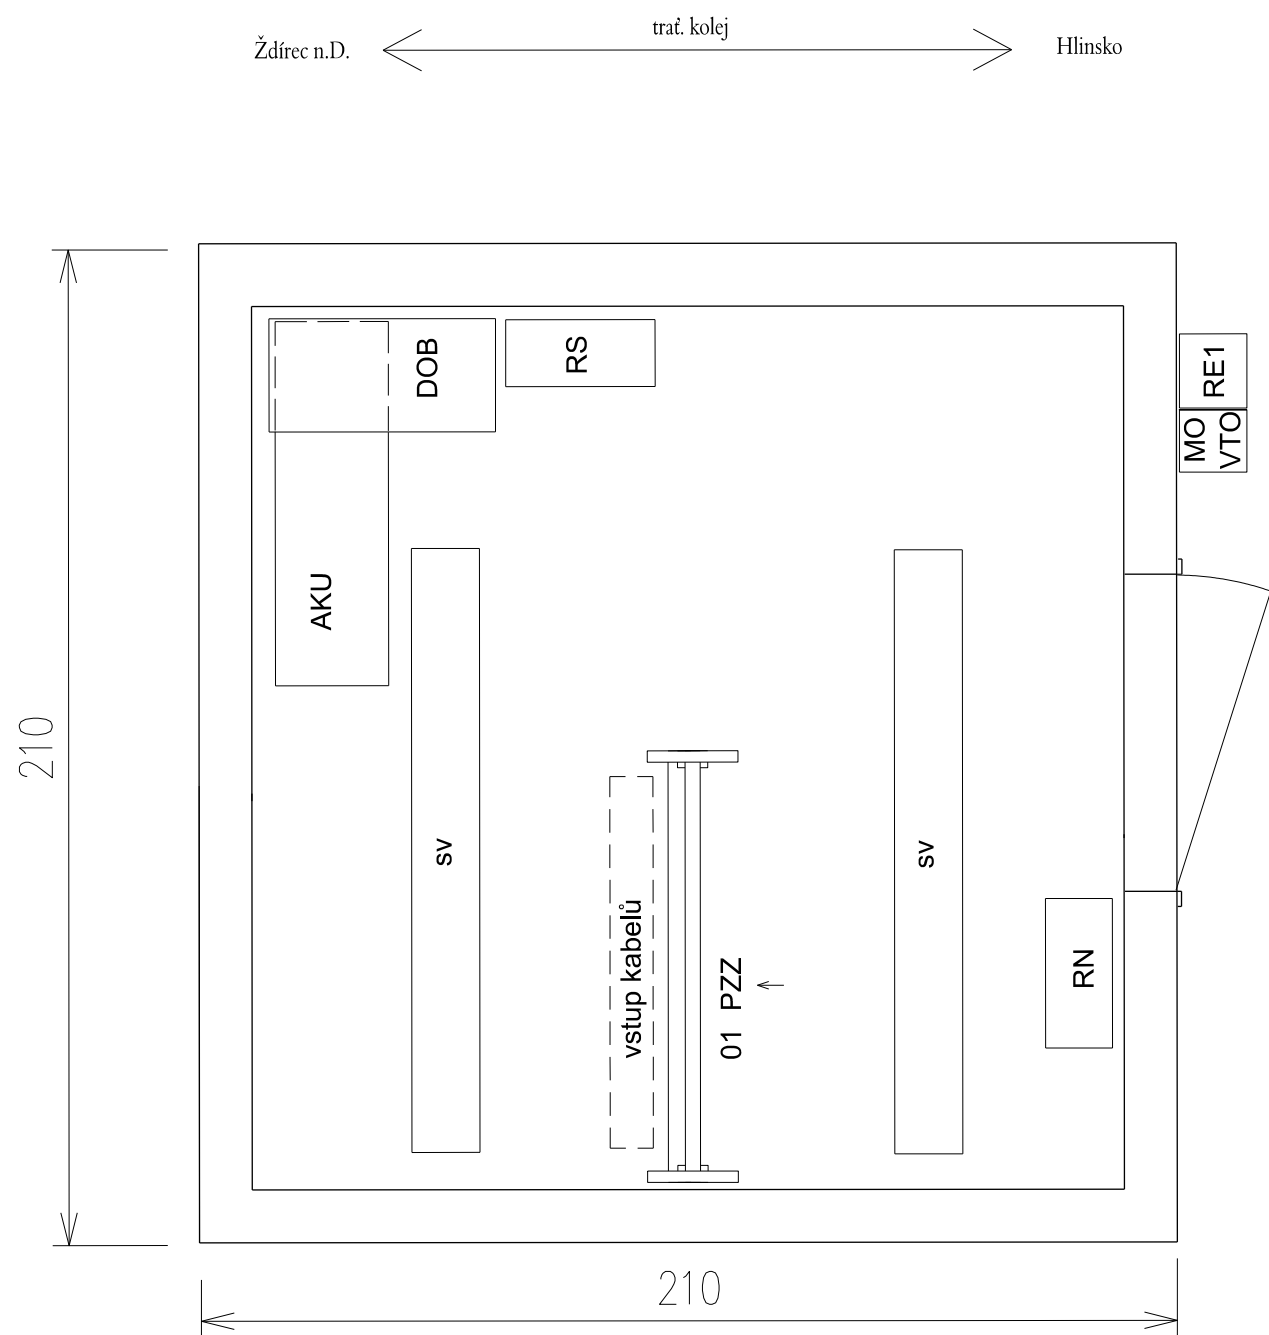 trať. kolej
Ždírec n.D.
Hlinsko
DOB
RS
RE1
MO
VTO
AKU
210
sv
sv
vstup kabelů
01 PZZ
RN
210